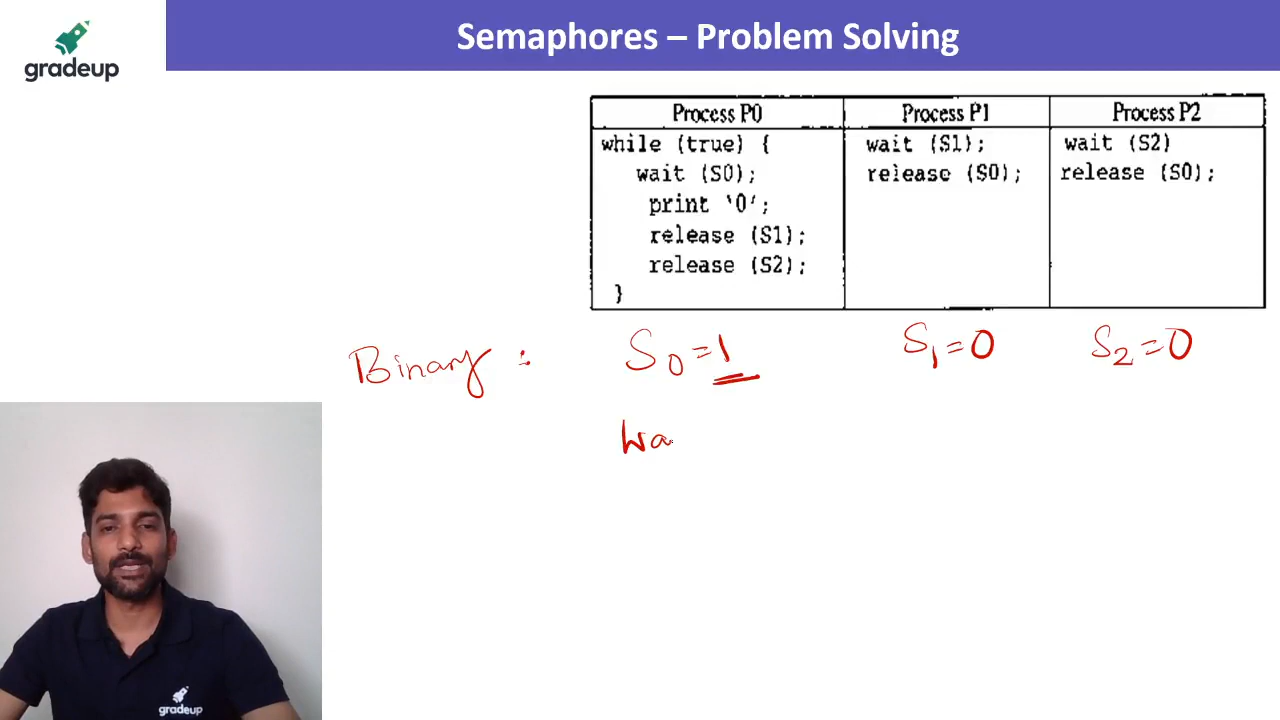 gradeup
Semaphores – Problem Solving
Process P0
while (true) {
wait (S0);
print '0';
release (S1);
release (S2);
}
Process P1
wait (S1);
release (S0);
Process P2
wait (S2)
release (S0);
Binary :
S0 = 1
S1 = 0
S2 = 0
Wa
gradeup